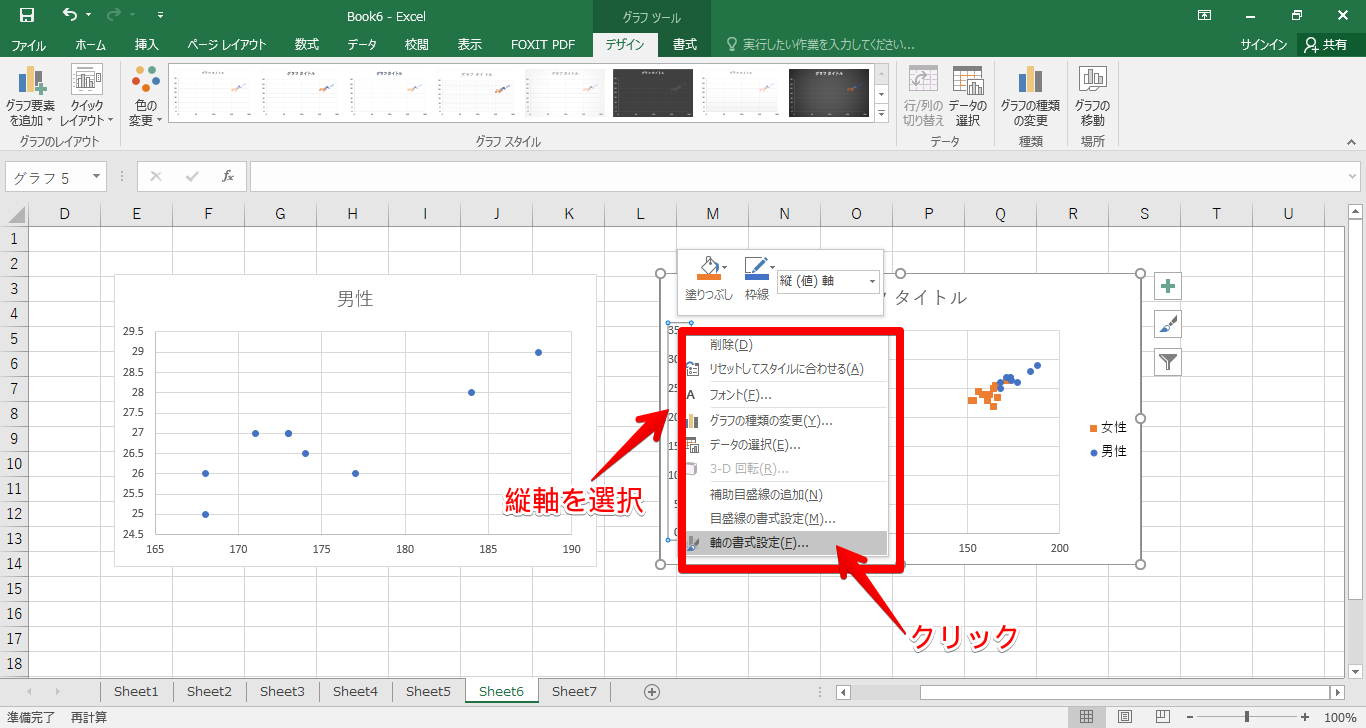 Book6 - Excel
グラフ ツール
ファイル
ホーム
挿入
ページ レイアウト
数式
データ
校閲
表示
FOXIT PDF
デザイン
書式
実行したい作業を入力してください...
サインイン
共有
グラフ要素
を追加
クイック
レイアウト
色の
変更
行/列の
切り替え
データの
選択
グラフの種類
の変更
グラフの
移動
グラフのレイアウト
グラフ スタイル
データ
種類
場所
グラフ 5
fx
D E F G H I J K L M N O P Q R S T U
1
2
3
4
5
6
7
8
9
10
11
12
13
14
15
16
17
18
男性
29.5
29
28.5
28
27.5
27
26.5
26
25.5
25
24.5
165 170 175 180 185 190
塗りつぶし
枠線
縦 (値) 軸
タイトル
削除(D)
リセットしてスタイルに合わせる(A)
フォント(F)...
グラフの種類の変更(Y)...
データの選択(E)...
3-D 回転(R)...
補助目盛線の追加(N)
目盛線の書式設定(M)...
軸の書式設定(F)...
150 200
女性
男性
縦軸を選択
クリック
Sheet1 Sheet2 Sheet3 Sheet4 Sheet5 Sheet6 Sheet7
準備完了 再計算
100%